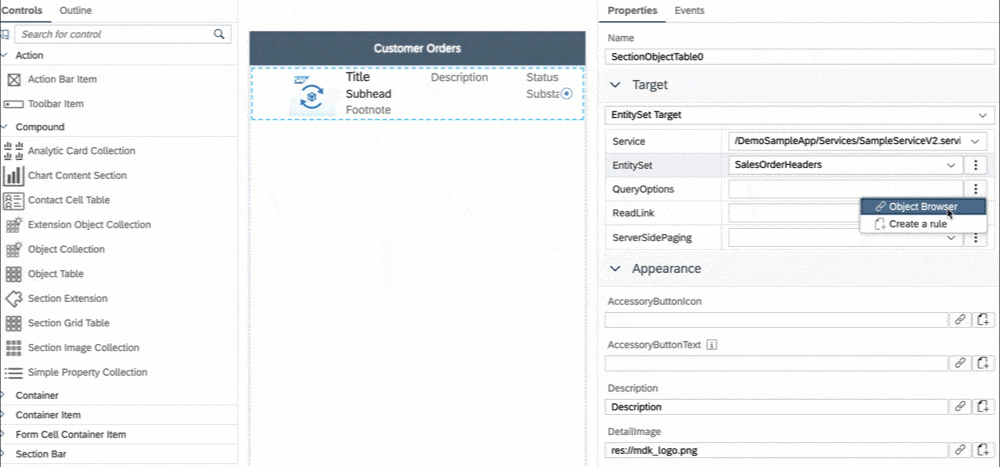 Controls
Outline
Search for control
Action
Action Bar Item
Toolbar Item
Compound
Analytic Card Collection
Chart Content Section
Contact Cell Table
Extension Object Collection
Object Collection
Object Table
Section Extension
Section Grid Table
Section Image Collection
Simple Property Collection
Container
Container Item
Form Cell Container Item
Section Bar
Customer Orders
SAP
Title
Description
Status
Subhead
Substa
Footnote
Properties
Events
Name
SectionObjectTable0
Target
EntitySet Target
Service
/DemoSampleApp/Services/SampleServiceV2.servi
EntitySet
SalesOrderHeaders
QueryOptions
Object Browser
ReadLink
Create a rule
ServerSidePaging
Appearance
AccessoryButtonIcon
AccessoryButtonText
Description
Description
DetailImage
res://mdk_logo.png